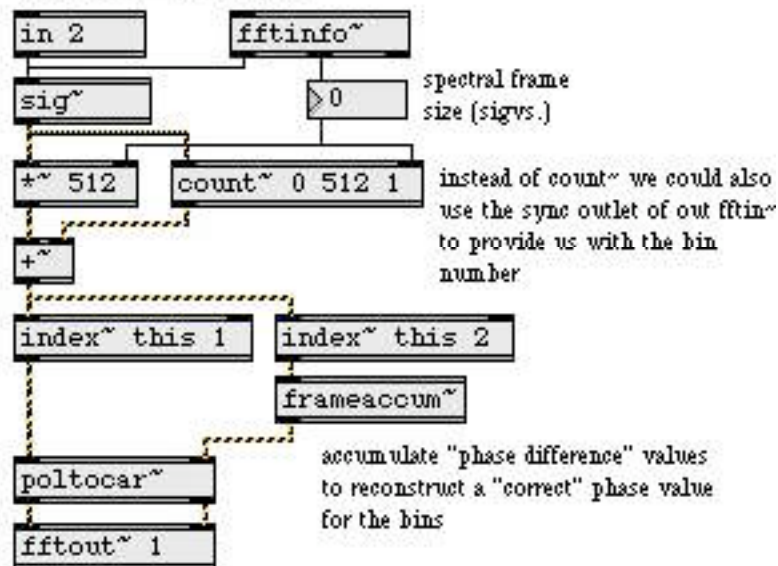 in 2
fftinfo~
sig~
0
spectral frame
size (sigvs.)
*~ 512
count~ 0 512 1
instead of count~ we could also
use the sync outlet of out fftin~
to provide us with the bin
number
+~
index~ this 1
index~ this 2
frameaccum~
accumulate "phase difference" values
to reconstruct a "correct" phase value
for the bins
poltocar~
fftout~ 1